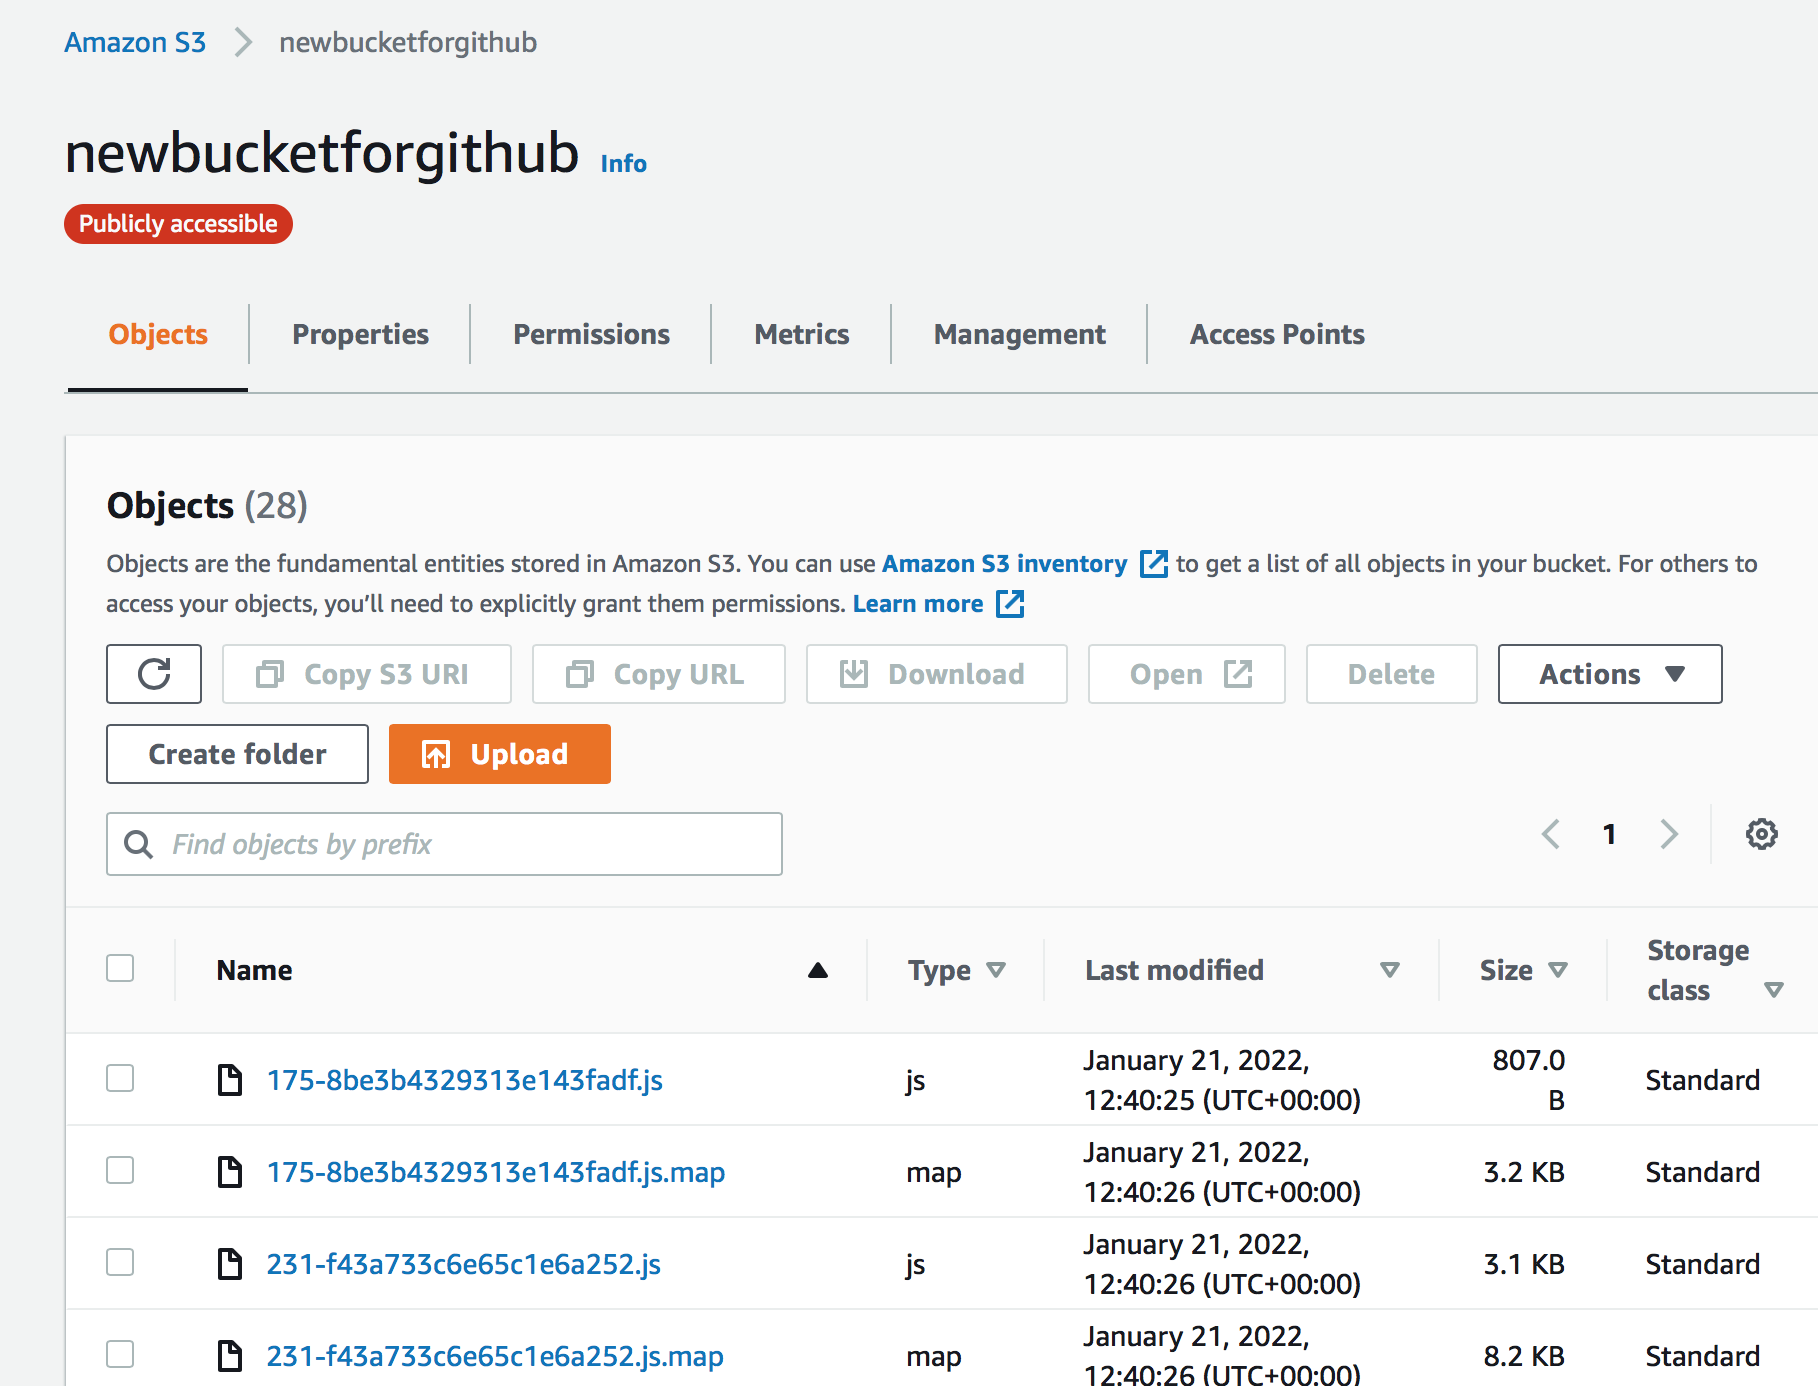 Amazon S3 newbucketforgithub
newbucketforgithub Info
Publicly accessible
Objects Properties Permissions Metrics Management Access Points
Objects (28)
Objects are the fundamental entities stored in Amazon S3. You can use Amazon S3 inventory to get a list of all objects in your bucket. For others to
access your objects, you’ll need to explicitly grant them permissions. Learn more
Copy S3 URI Copy URL Download Open Delete Actions
Create folder Upload
Find objects by prefix 1
Name Type Last modified Size Storage
class
175-8be3b4329313e143fadf.js js January 21, 2022, 807.0 Standard
12:40:25 (UTC+00:00) B
175-8be3b4329313e143fadf.js.map map January 21, 2022, 3.2 KB Standard
12:40:26 (UTC+00:00)
231-f43a733c6e65c1e6a252.js js January 21, 2022, 3.1 KB Standard
12:40:26 (UTC+00:00)
231-f43a733c6e65c1e6a252.js.map map January 21, 2022, 8.2 KB Standard
12:40:26 (UTC+00:00)